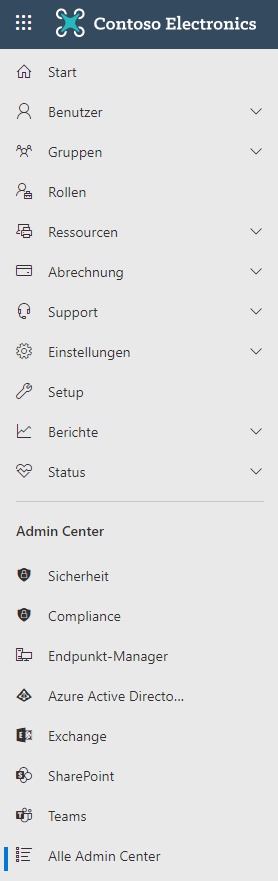 Contoso Electronics
Start
Benutzer
Gruppen
Rollen
Ressourcen
Abrechnung
Support
Einstellungen
Setup
Berichte
Status
Admin Center
Sicherheit
Compliance
Endpunkt-Manager
Azure Active Directo...
Exchange
SharePoint
Teams
Alle Admin Center